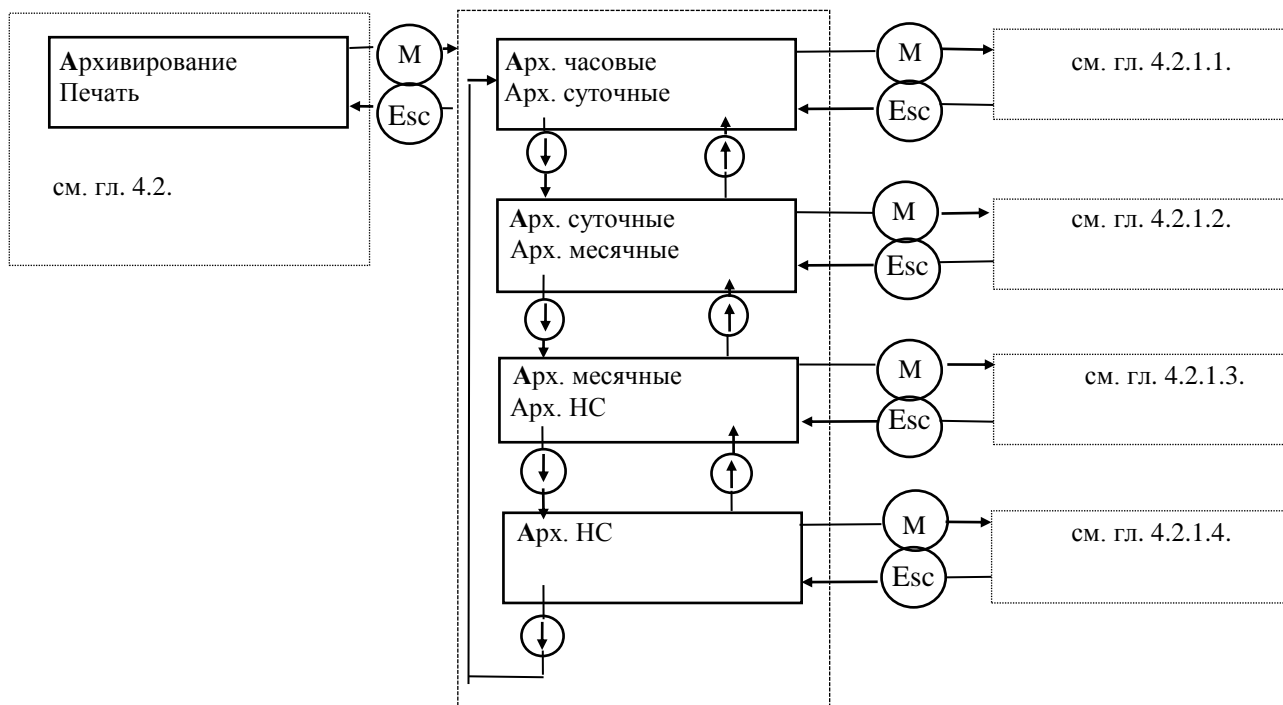 Архивирование
Печать
см. гл. 4.2.
М
Esc
Арх. часовые
Арх. суточные
М
Esc
см. гл. 4.2.1.1.
Арх. суточные
Арх. месячные
М
Esc
см. гл. 4.2.1.2.
Арх. месячные
Арх. НС
М
Esc
см. гл. 4.2.1.3.
Арх. НС
М
Esc
см. гл. 4.2.1.4.